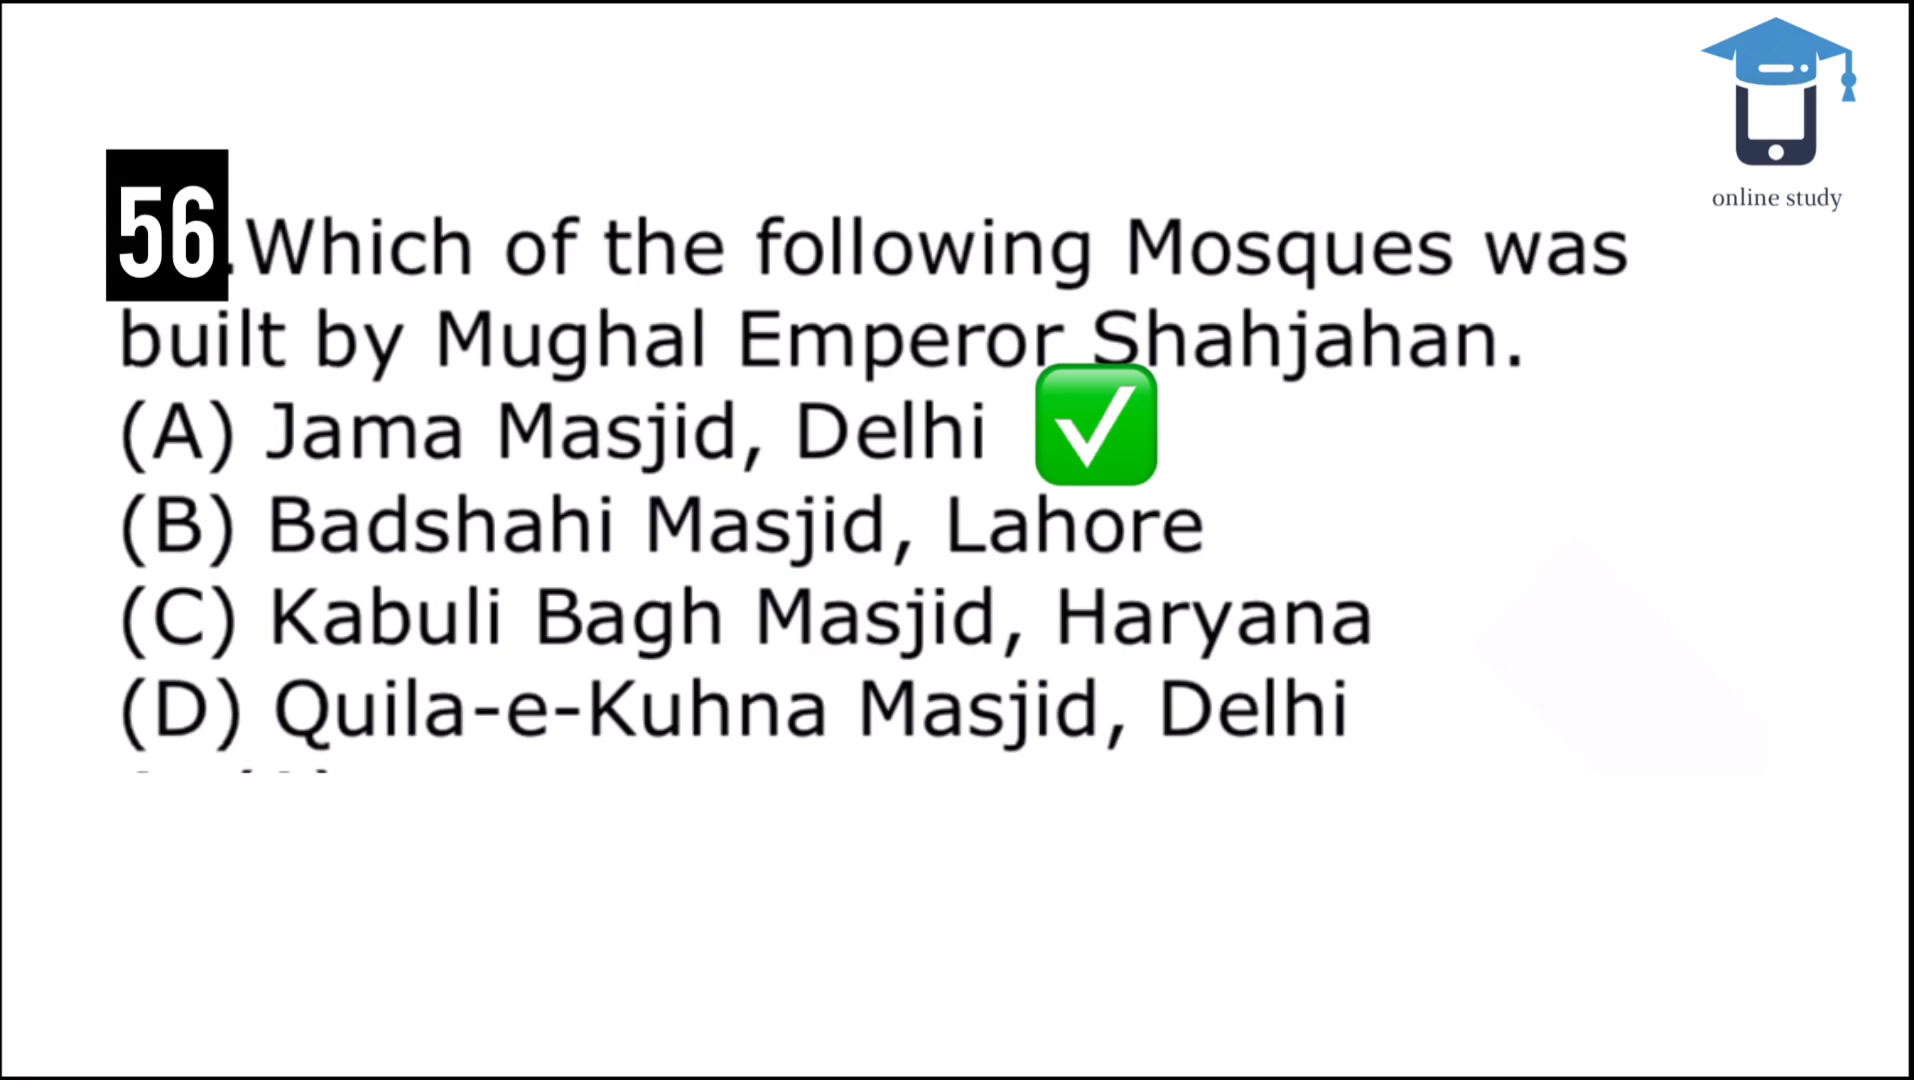 online study
56.Which of the following Mosques was
built by Mughal Emperor Shahjahan.
(A) Jama Masjid, Delhi
(B) Badshahi Masjid, Lahore
(C) Kabuli Bagh Masjid, Haryana
(D) Quila-e-Kuhna Masjid, Delhi